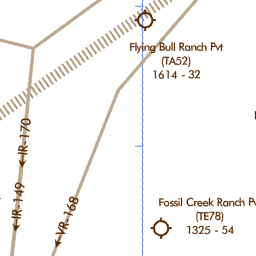 Flying Bull Ranch Pvt
(TA52)
1614 - 32
IR-170
IR-149
VR-168
Fossil Creek Ranch Pv
(TE78)
1325 - 54